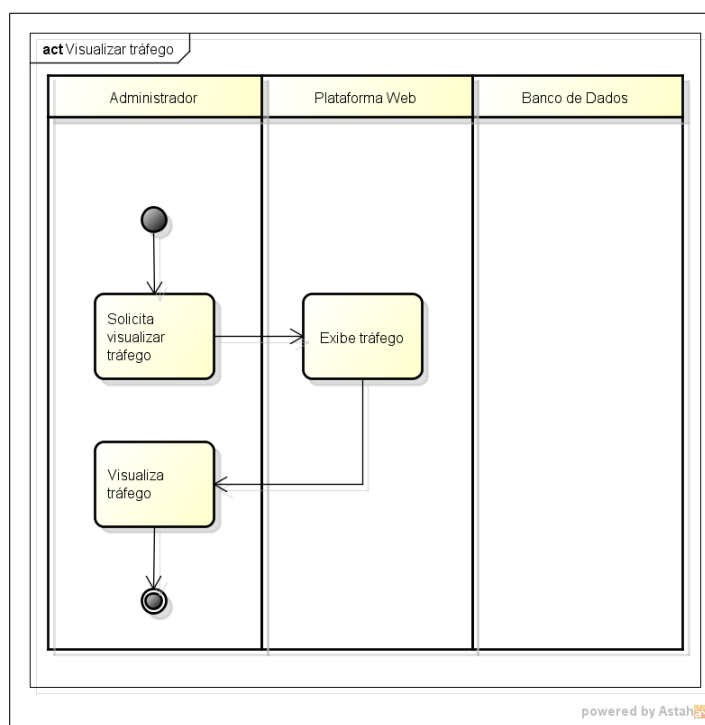 act Visualizar tráfego
Administrador
Plataforma Web
Banco de Dados
Solicita
visualizar
tráfego
Exibe tráfego
Visualiza
tráfego
powered by Astah